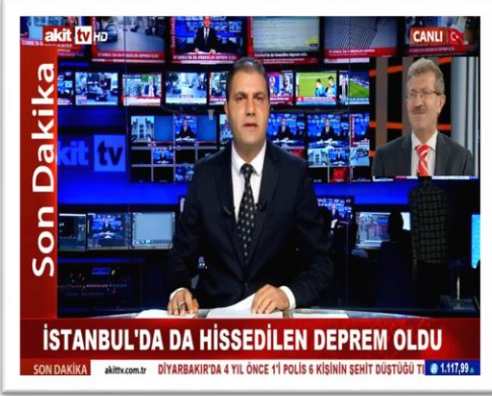 akit tv HD
CANLI
Son Dakika
akit tv
İSTANBUL'DA DA HİSSEDİLEN DEPREM OLDU
SON DAKİKA akittv.com.tr DİYARBAKIR'DA 4 YIL ÖNCE 1'İ POLİS 6 KİŞİNİN ŞEHİT DÜŞTÜĞÜ 1.117,99